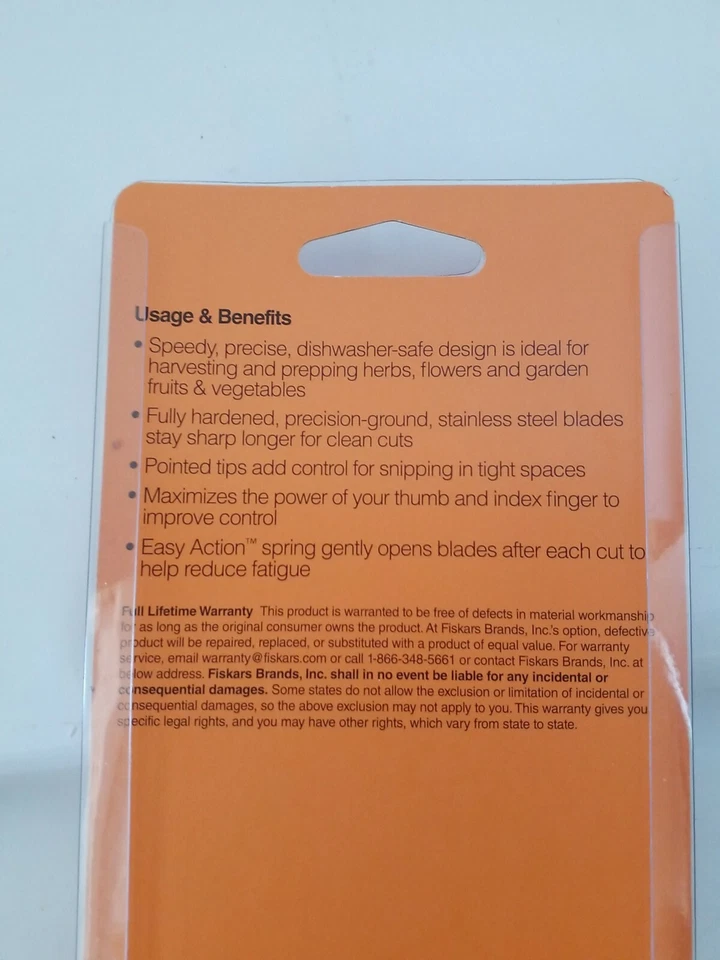 Usage & Benefits
• Speedy, precise, dishwasher-safe design is ideal for
harvesting and prepping herbs, flowers and garden
fruits & vegetables
• Fully hardened, precision-ground, stainless steel blades
stay sharp longer for clean cuts
• Pointed tips add control for snipping in tight spaces
• Maximizes the power of your thumb and index finger to
improve control
• Easy Action™ spring gently opens blades after each cut to
help reduce fatigue
Full Lifetime Warranty This product is warranted to be free of defects in material workmanship
for as long as the original consumer owns the product. At Fiskars Brands, Inc.'s option, defective
product will be repaired, replaced, or substituted with a product of equal value. For warranty
service, email warranty@fiskars.com or call 1-866-348-5661 or contact Fiskars Brands, Inc. at
below address. Fiskars Brands, Inc. shall in no event be liable for any incidental or
consequential damages. Some states do not allow the exclusion or limitation of incidental or
consequential damages, so the above exclusion may not apply to you. This warranty gives you
specific legal rights, and you may have other rights, which vary from state to state.